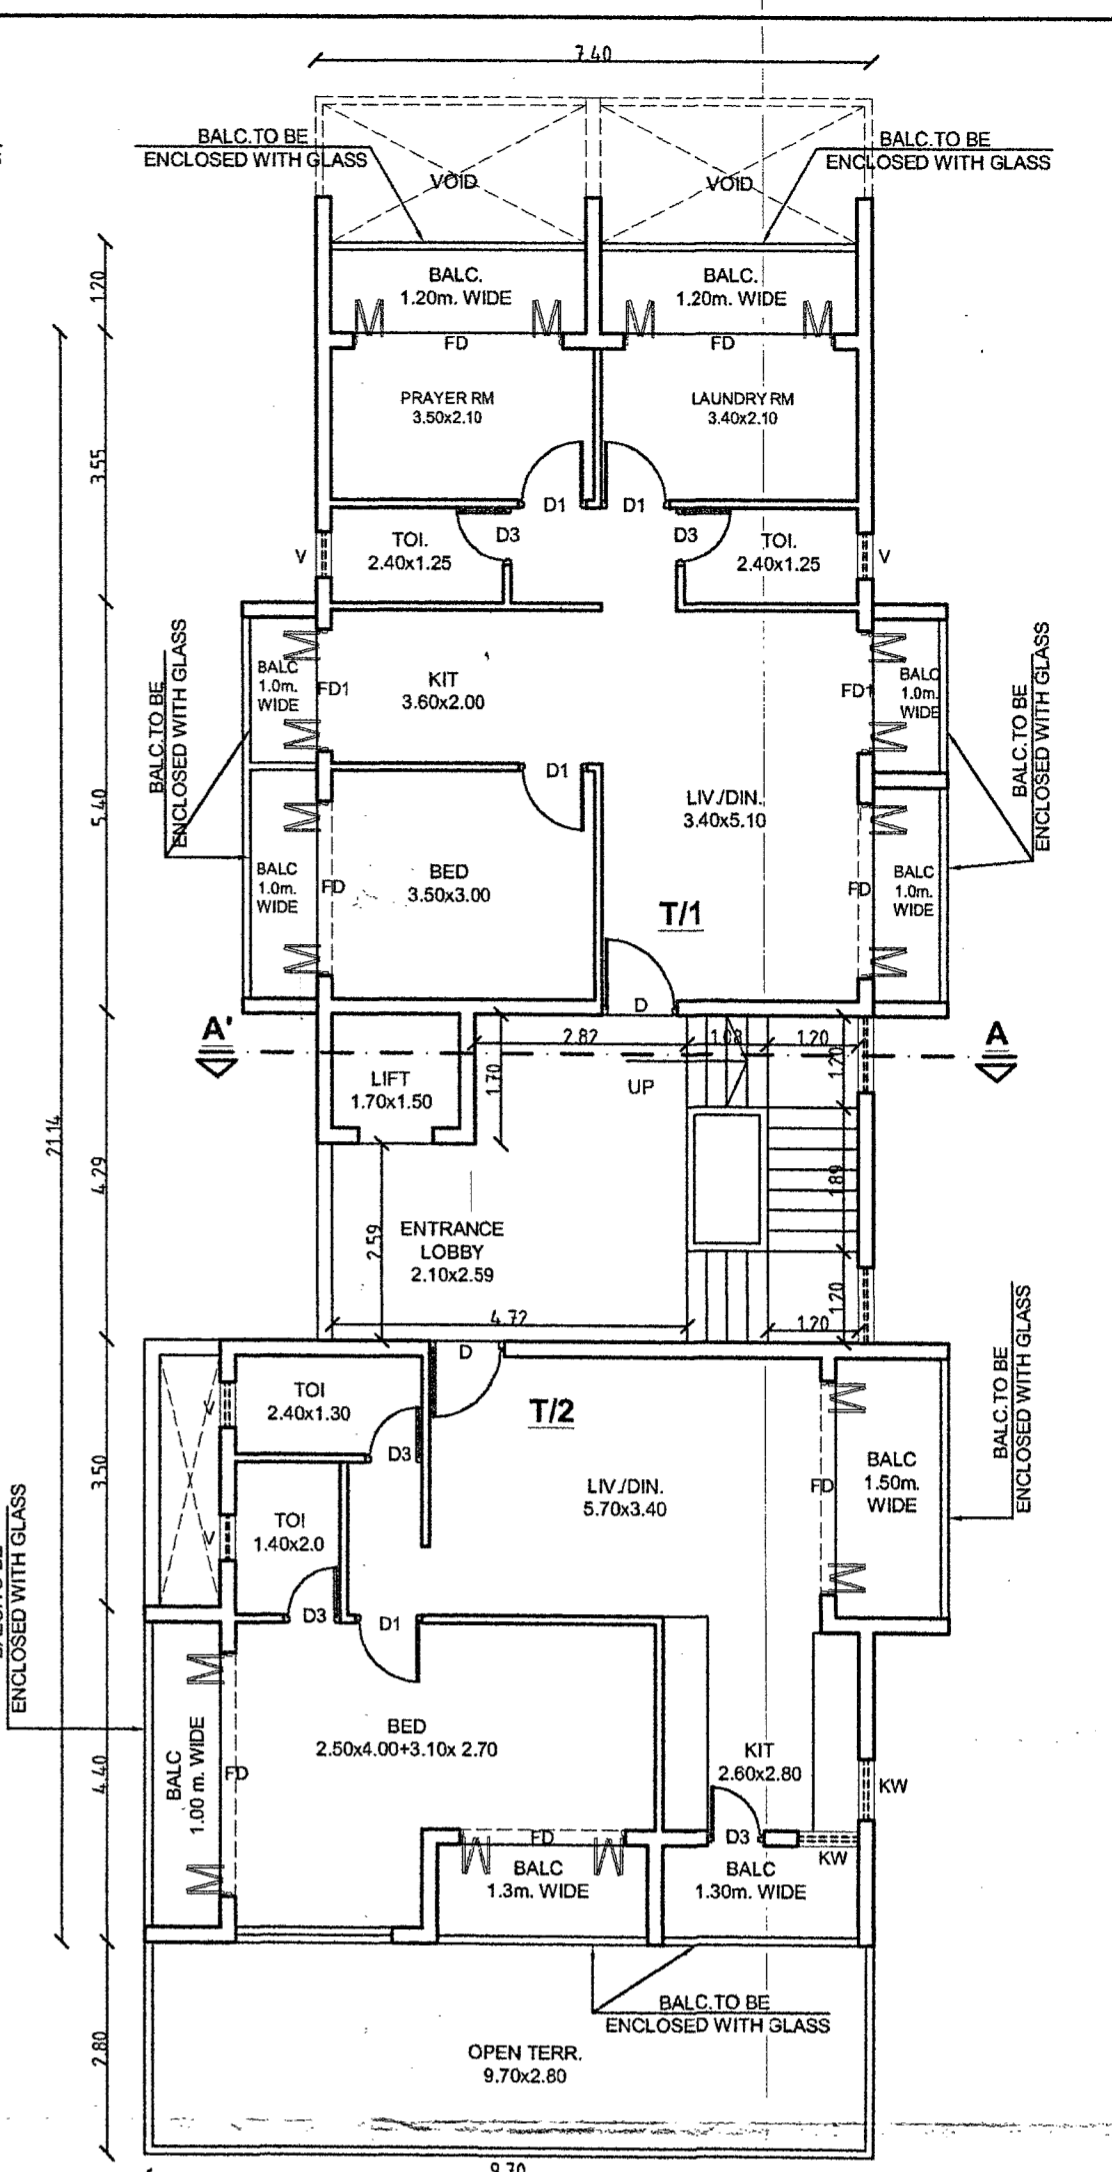 7.40
BALC.TO BE
ENCLOSED WITH GLASS
BALC.TO BE
ENCLOSED WITH GLASS
VOID
VOID
1.20
BALC.
1.20m. WIDE
BALC.
1.20m. WIDE
FD
FD
PRAYER RM
3.50x2.10
LAUNDRY RM
3.40x2.10
3.55
D1
D1
D3
D3
V
TOI.
2.40x1.25
TOI.
2.40x1.25
V
BALC.TO BE
ENCLOSED WITH GLASS
BALC
1.0m.
WIDE
FD1
KIT
3.60x2.00
FD1
BALC
1.0m.
WIDE
BALC.TO BE
ENCLOSED WITH GLASS
D1
5.40
LIV./DIN.
3.40x5.10
BALC
1.0m.
WIDE
FD
BED
3.50x3.00
FD
BALC
1.0m.
WIDE
T/1
D
A'
A
2.82
1.08
1.20
1.20
LIFT
1.70x1.50
1.70
UP
21.14
4.29
1.89
ENTRANCE
LOBBY
2.10x2.59
2.59
4.72
1.20
1.20
D
TOI
2.40x1.30
T/2
D3
V
BALC.TO BE
ENCLOSED WITH GLASS
3.50
LIV./DIN.
5.70x3.40
FD
BALC
1.50m.
WIDE
TOI
1.40x2.0
V
D3
D1
ENCLOSED WITH GLASS
BALC
1.00 m. WIDE
FD
BED
2.50x4.00+3.10x 2.70
KIT
2.60x2.80
KW
4.40
FD
D3
KW
BALC
1.3m. WIDE
BALC
1.30m. WIDE
BALC.TO BE
ENCLOSED WITH GLASS
2.80
OPEN TERR.
9.70x2.80
9.70